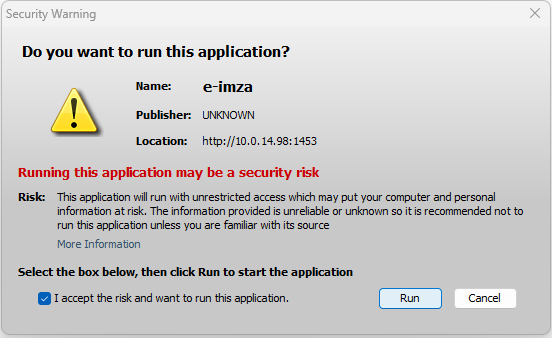 Security Warning
Do you want to run this application?
Name: e-imza
Publisher: UNKNOWN
Location: http://10.0.14.98:1453
Running this application may be a security risk
Risk: This application will run with unrestricted access which may put your computer and personal
information at risk. The information provided is unreliable or unknown so it is recommended not to
run this application unless you are familiar with its source
More Information
Select the box below, then click Run to start the application
I accept the risk and want to run this application.
Run Cancel